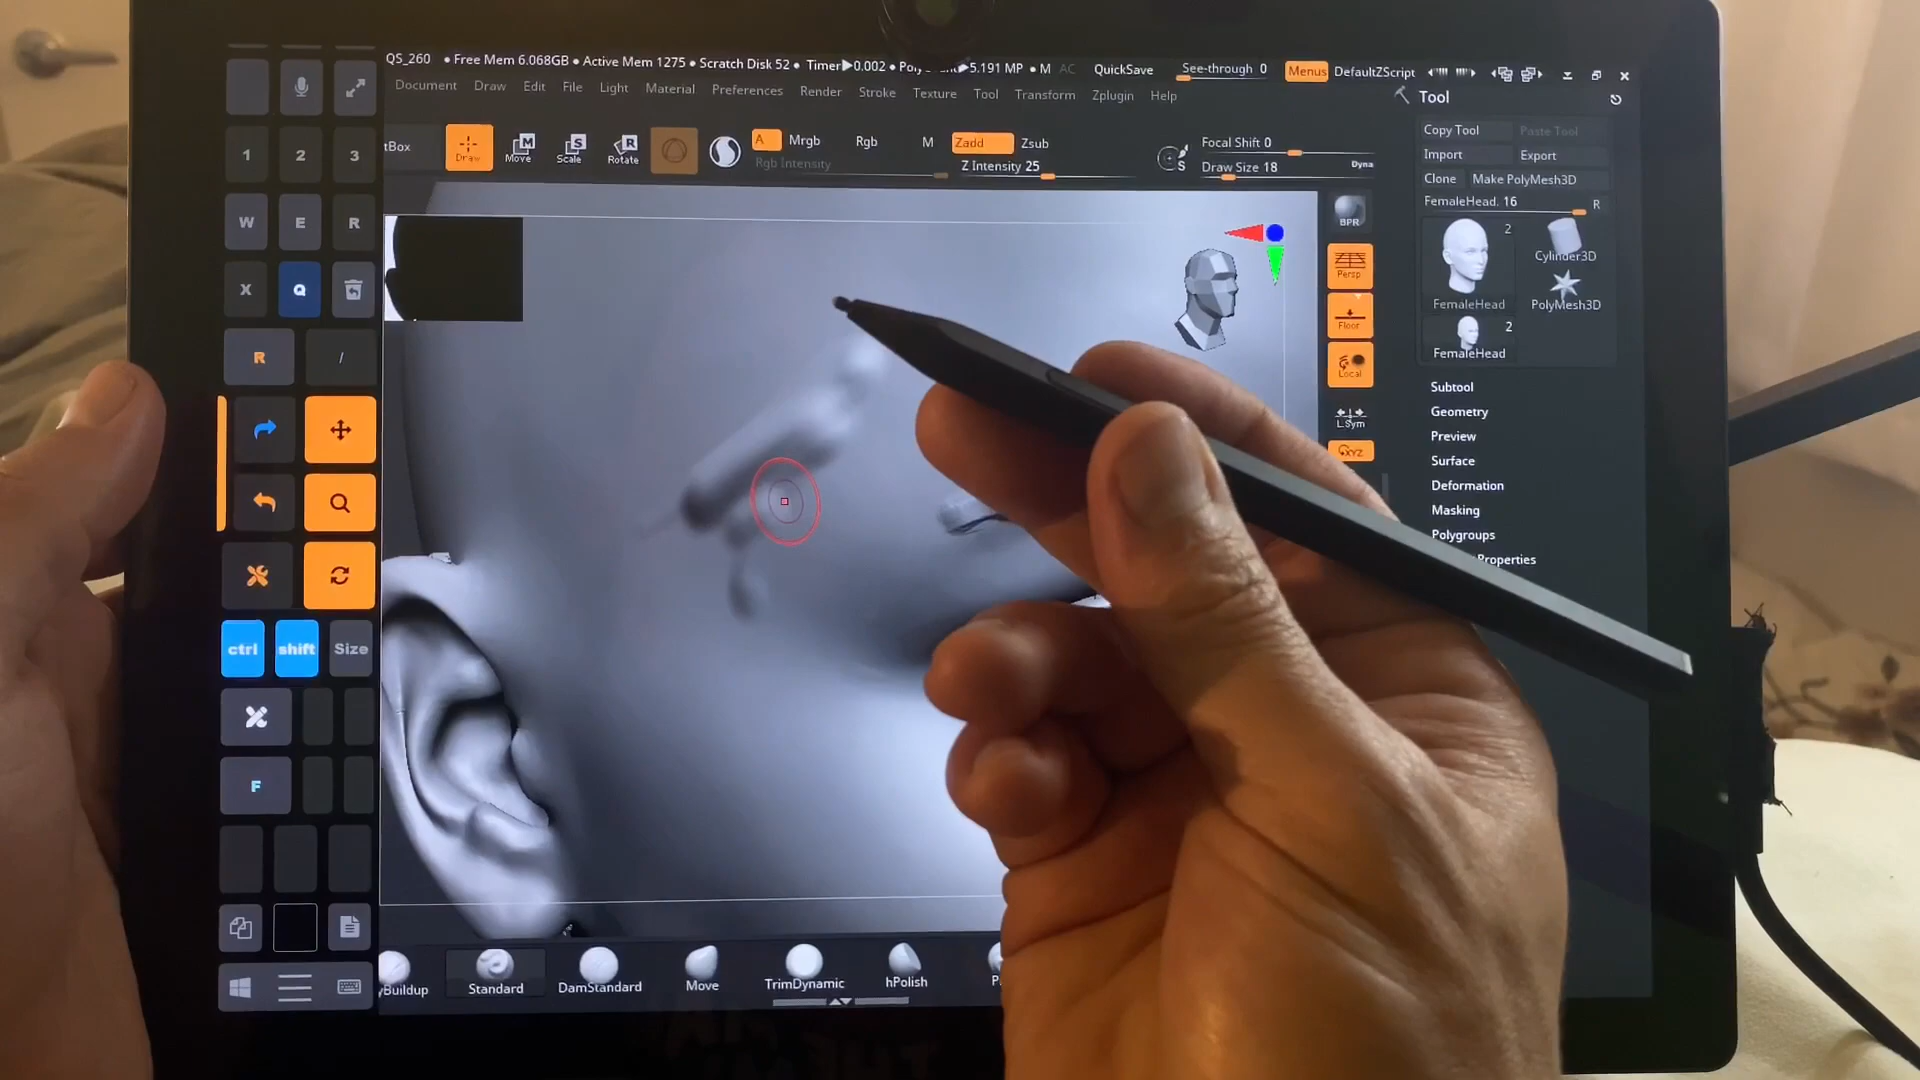 QS_260 • Free Mem 6.068GB • Active Mem 1275 • Scratch Disk 52 • Timer▶0.002 • 5.191 MP • M AC QuickSave See-through 0 Menus DefaultZScript
Document Draw Edit File Light Material Preferences Render Stroke Texture Tool Transform Zplugin Help
Tool
Copy Tool Paste Tool
Import Export
Clone Make PolyMesh3D
FemaleHead. 16 R
2
Cylinder3D
FemaleHead PolyMesh3D
2
FemaleHead
Subtool
Geometry
Preview
Surface
Deformation
Masking
Polygroups
Properties
tBox Draw Move Scale Rotate
M S R
A Mrgb Rgb M Zadd Zsub
Rgb Intensity Z Intensity 25
S
Focal Shift 0
Draw Size 18 Dyna
BPR
Persp
Floor
Local
L.Sym
XYZ
1 2 3
W E R
X Q
R /
ctrl shift Size
F
yBuildup Standard DamStandard Move TrimDynamic hPolish P